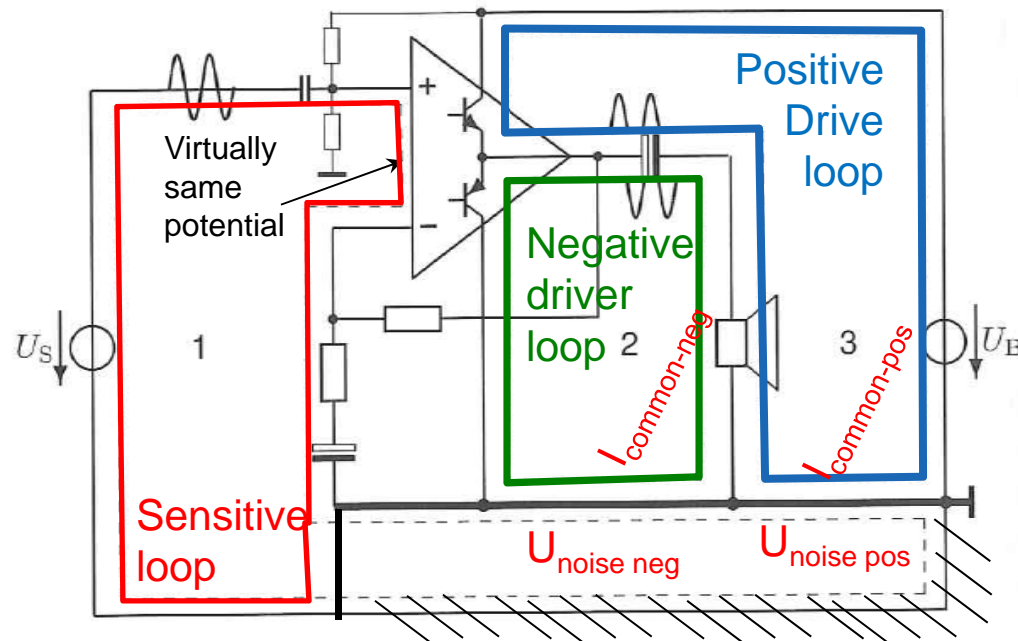 Positive
Drive
loop
+
Virtually
same
potential
−
Negative
driver
loop
U_S
1
2
3
U_B
I_common-neg
I_common-pos
Sensitive
loop
U_noise neg
U_noise pos